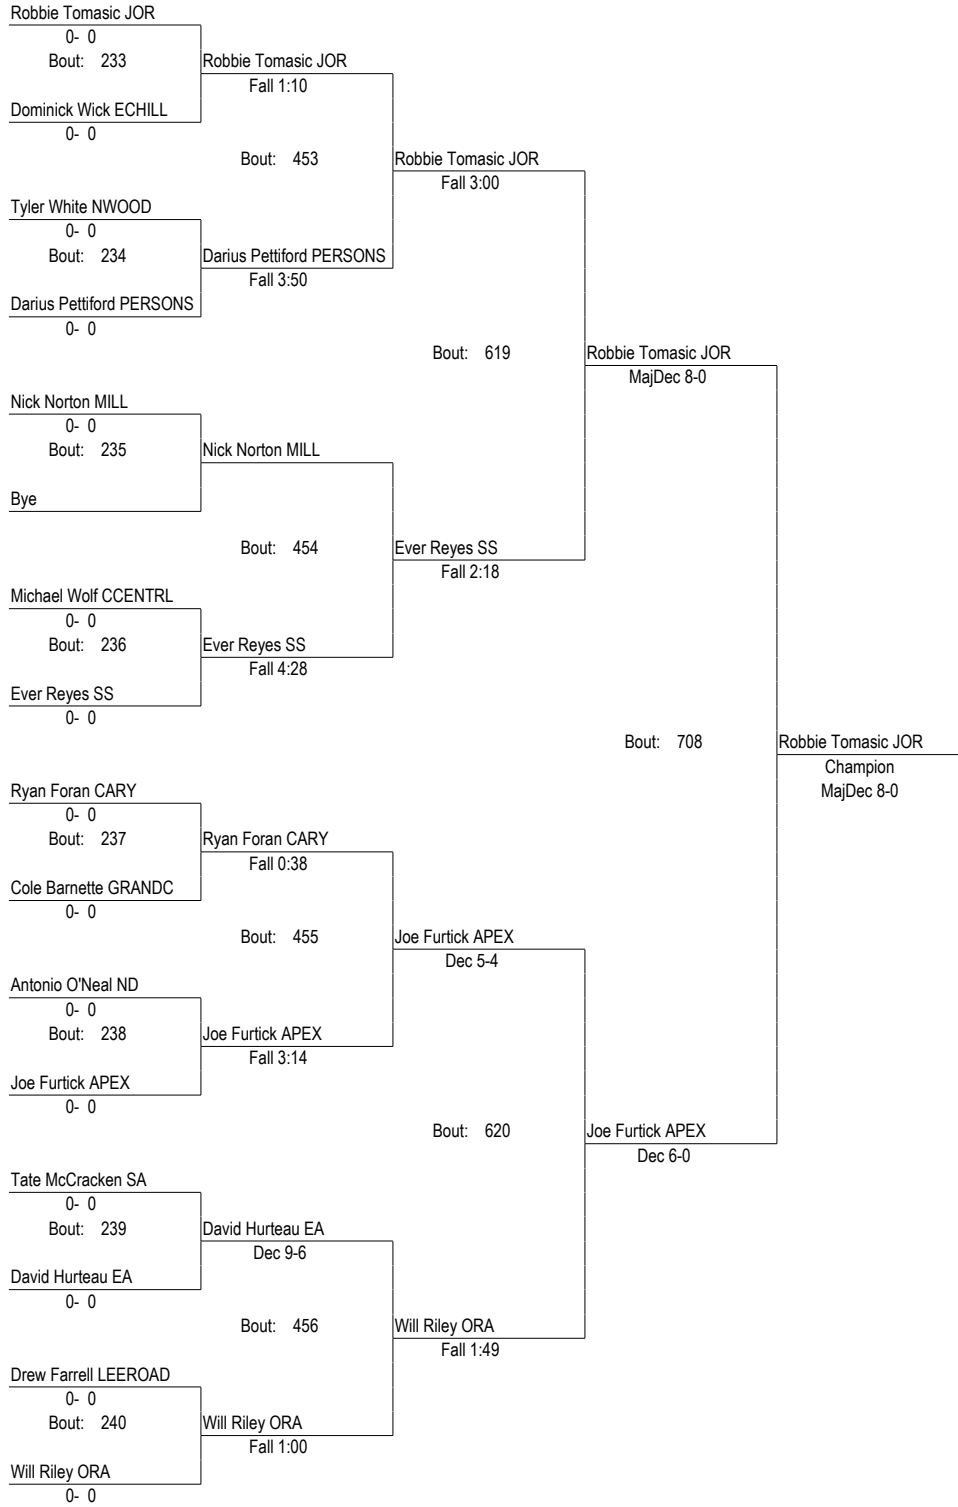 Robbie Tomasic JOR
0- 0
Bout: 233
Robbie Tomasic JOR
Fall 1:10
Dominick Wick ECHILL
0- 0
Bout: 453
Robbie Tomasic JOR
Fall 3:00
Tyler White NWOOD
0- 0
Bout: 234
Darius Pettiford PERSONS
Fall 3:50
Darius Pettiford PERSONS
0- 0
Bout: 619
Robbie Tomasic JOR
MajDec 8-0
Nick Norton MILL
0- 0
Bout: 235
Nick Norton MILL
Bye
Bout: 454
Ever Reyes SS
Fall 2:18
Michael Wolf CCENTRL
0- 0
Bout: 236
Ever Reyes SS
Fall 4:28
Ever Reyes SS
0- 0
Bout: 708
Robbie Tomasic JOR
Champion
MajDec 8-0
Ryan Foran CARY
0- 0
Bout: 237
Ryan Foran CARY
Fall 0:38
Cole Barnette GRANDC
0- 0
Bout: 455
Joe Furtick APEX
Dec 5-4
Antonio O'Neal ND
0- 0
Bout: 238
Joe Furtick APEX
Fall 3:14
Joe Furtick APEX
0- 0
Bout: 620
Joe Furtick APEX
Dec 6-0
Tate McCracken SA
0- 0
Bout: 239
David Hurteau EA
Dec 9-6
David Hurteau EA
0- 0
Bout: 456
Will Riley ORA
Fall 1:49
Drew Farrell LEEROAD
0- 0
Bout: 240
Will Riley ORA
Fall 1:00
Will Riley ORA
0- 0